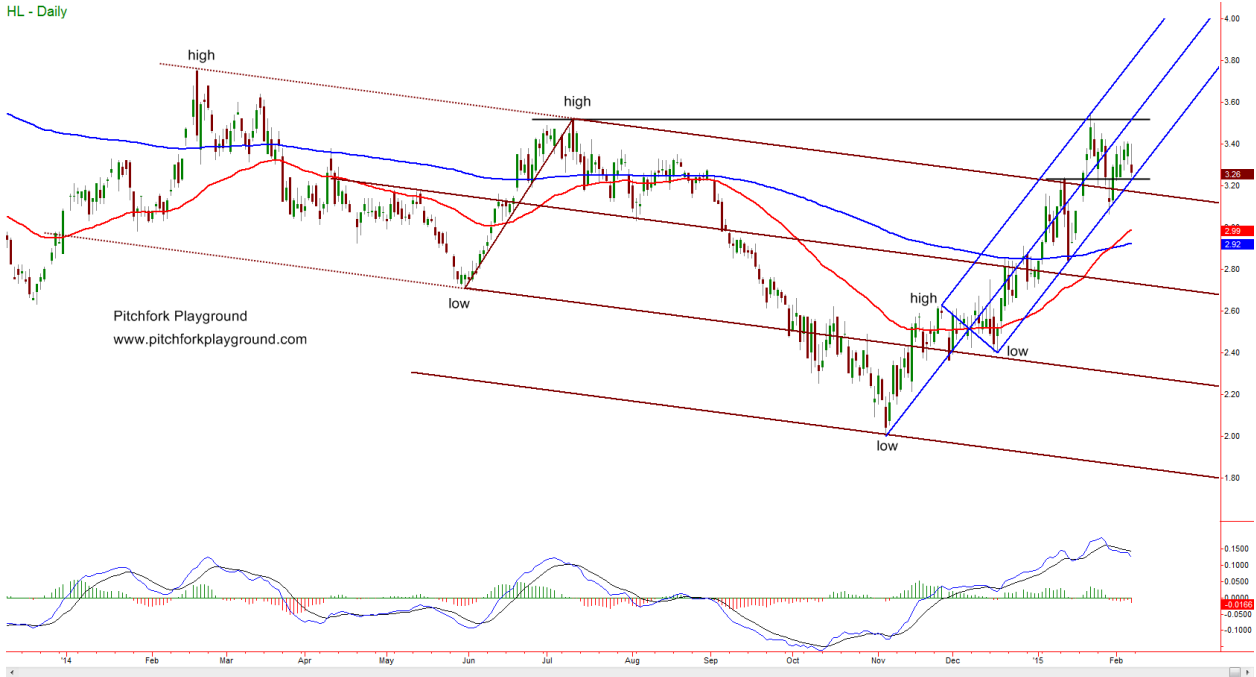 HL - Daily
4.00
high
3.80
high
3.60
3.40
3.26
3.20
2.99
2.92
2.80
low
high
2.60
Pitchfork Playground
www.pitchforkplayground.com
low
2.40
2.20
low
2.00
1.80
0.1500
0.1000
0.0500
0.0000
-0.0166
-0.0500
-0.1000
'14 Feb Mar Apr May Jun Jul Aug Sep Oct Nov Dec '15 Feb